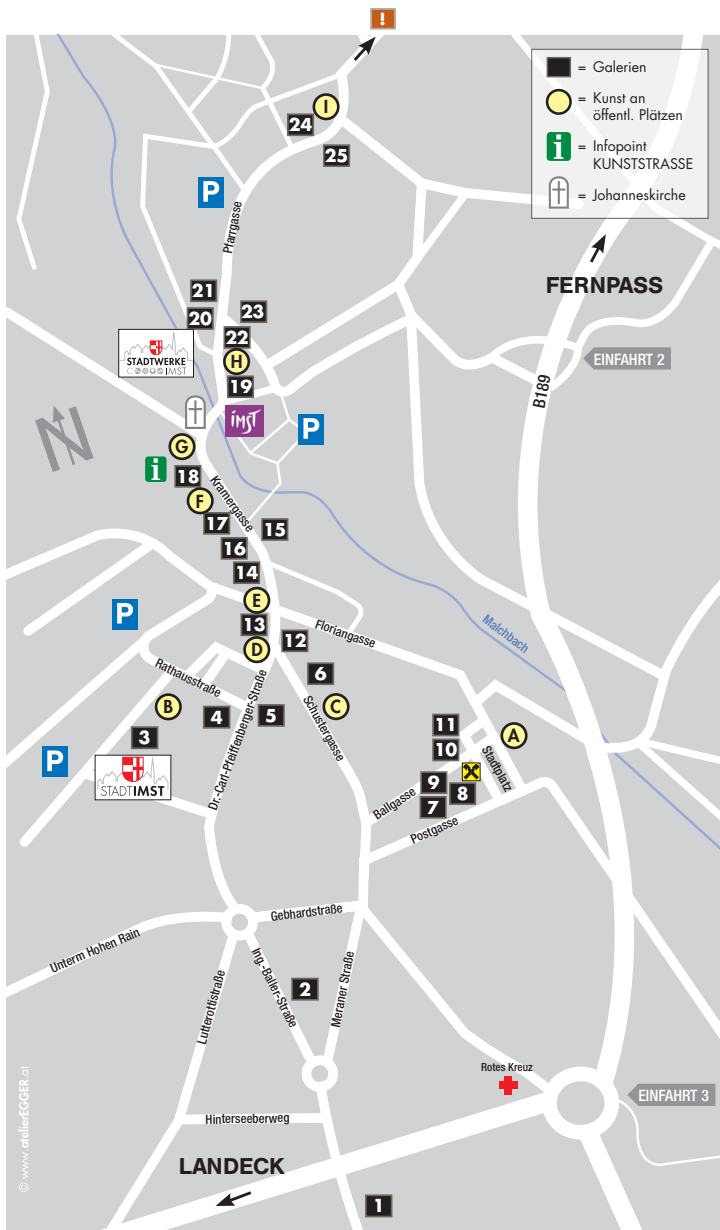 !
= Galerien
= Kunst an
öffentl. Plätzen
i
= Infopoint
KUNSTSTRASSE
= Johanneskirche
I
24
25
P
Pfarrgasse
FERNPASS
21
20
23
22
STADTWERKE
IMST
H
19
EINFAHRT 2
B189
N
imst
P
G
i
18
F
Kramergasse
17
15
16
14
E
P
13
Floriangasse
12
D
Malchbach
Rathausstraße
6
B
C
Schustergasse
4
5
3
11
A
10
Stadtplatz
P
STADTIMST
Dr.-Carl-Pfeiffenberger-Straße
9
8
7
Ballgasse
Postgasse
Gebhardstraße
Unterm Hohen Rain
Ing.-Baller-Straße
2
Meraner Straße
Lutterottistraße
Rotes Kreuz
EINFAHRT 3
Hinterseeberweg
LANDECK
1
© www.atelierEGGER.at